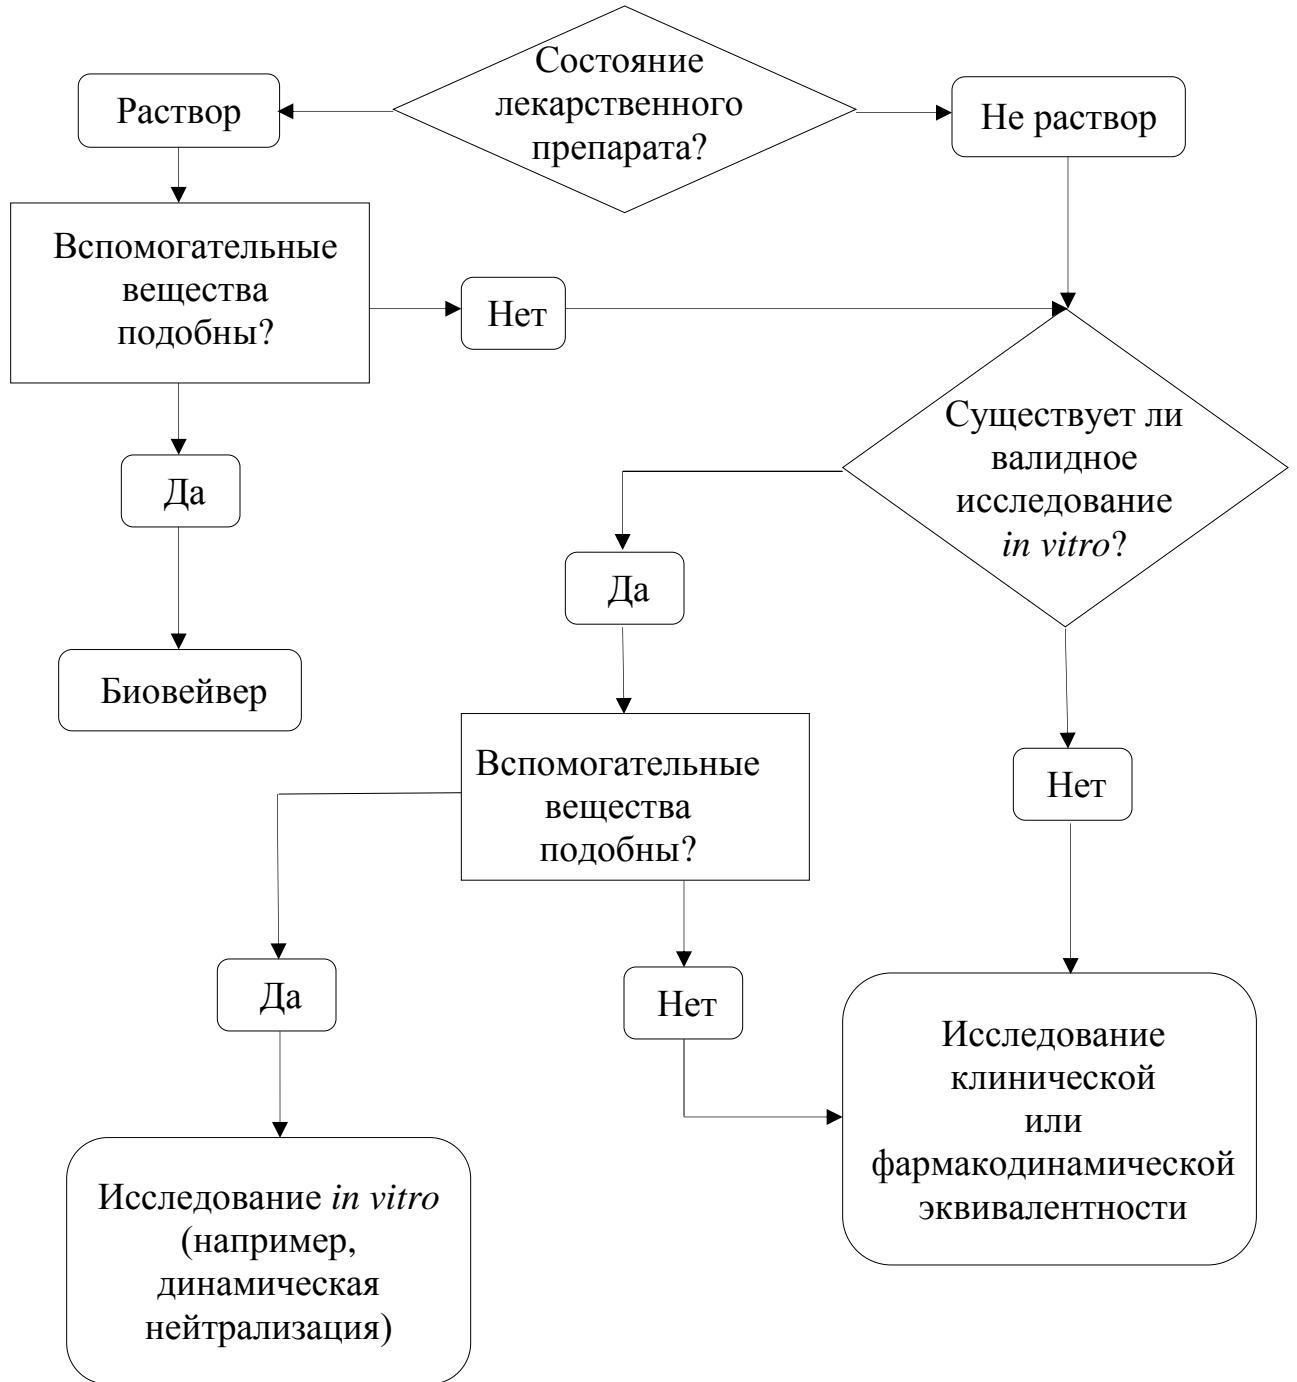 Состояние
лекарственного
препарата?
Раствор
Не раствор
Вспомогательные
вещества
подобны?
Нет
Существует ли
валидное
исследование
in vitro?
Да
Да
Биовейвер
Вспомогательные
вещества
подобны?
Нет
Да
Нет
Исследование
клинической
или
фармакодинамической
эквивалентности
Исследование in vitro
(например,
динамическая
нейтрализация)